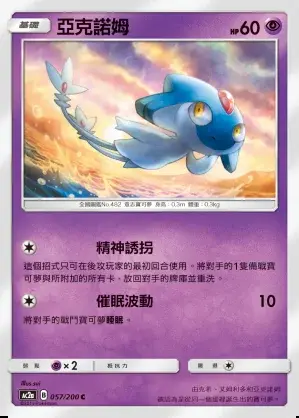 基礎 亞克諾姆 HP60
全國圖鑑No.482 意志寶可夢 身高:0.3m 體重:0.3kg
精神誘拐
這個招式只可在後攻玩家的最初回合使用。將對手的1隻備戰寶
可夢與所附加的所有卡,放回對手的牌庫並重洗。
催眠波動 10
將對手的戰鬥寶可夢睡眠。
弱點 ×2 抵抗力 撤退
AC2a B 057/200 C